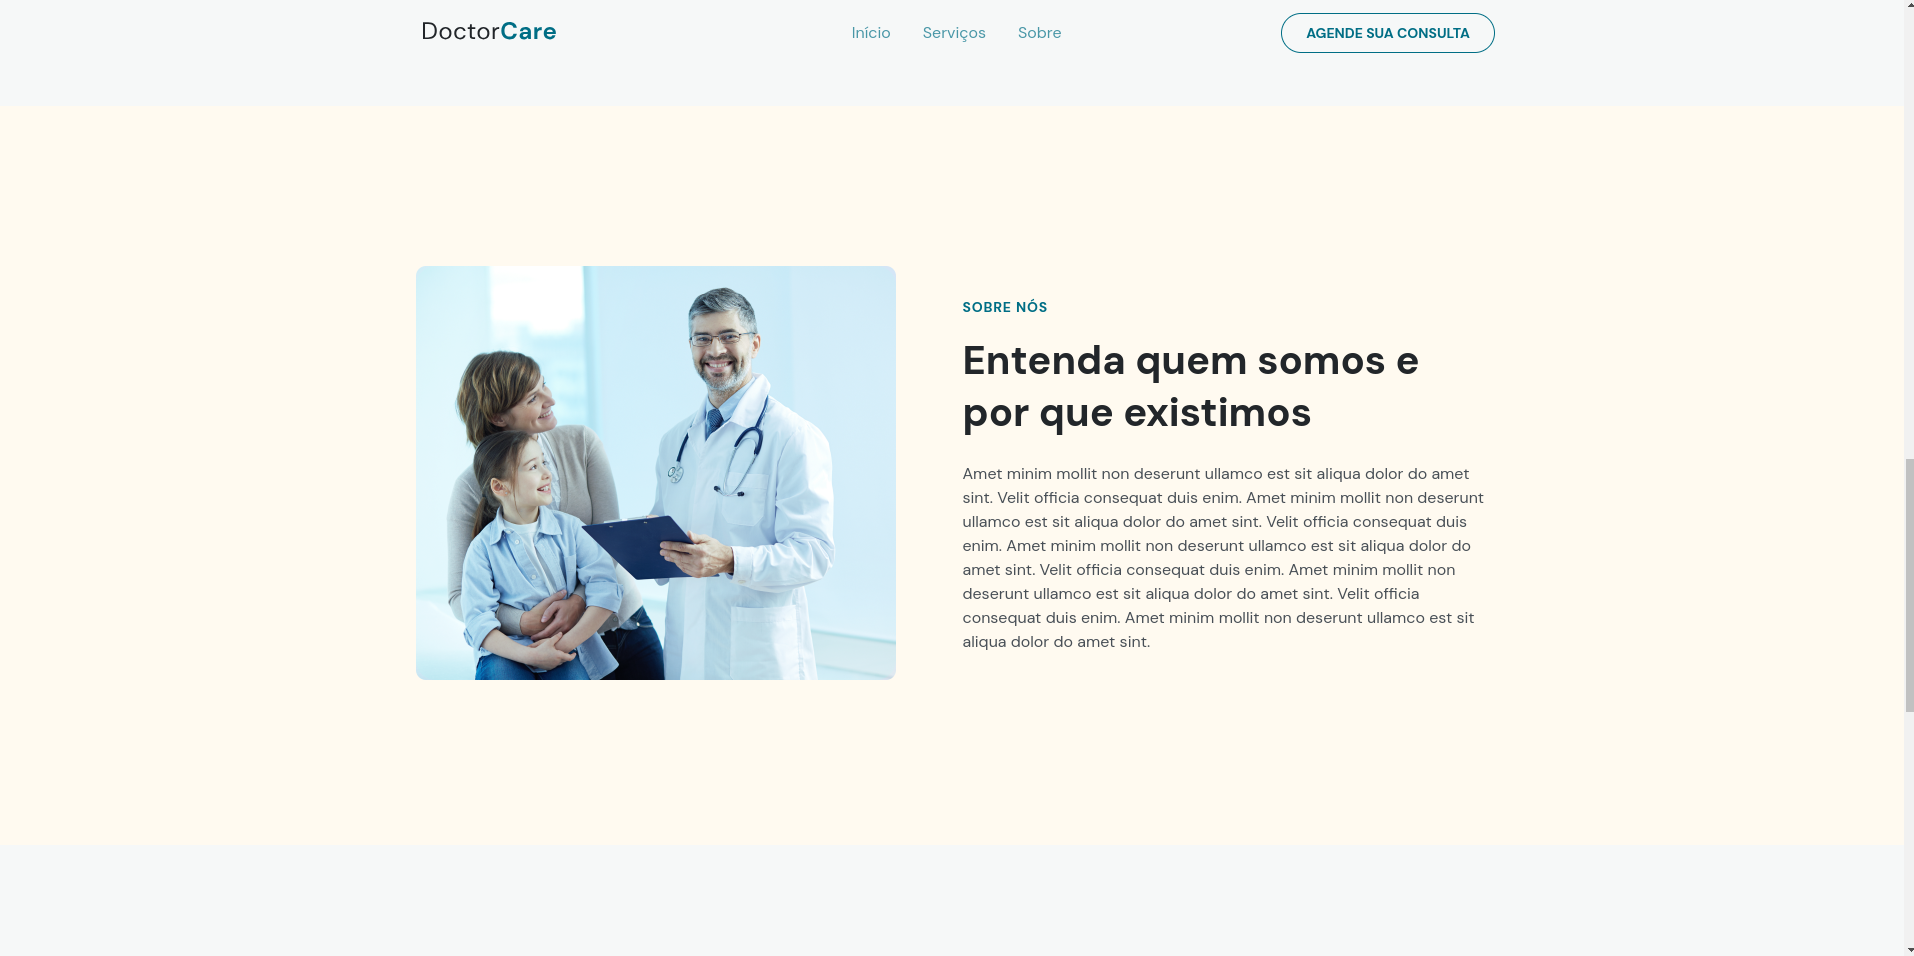 DoctorCare
Início Serviços Sobre
AGENDE SUA CONSULTA
SOBRE NÓS
Entenda quem somos e
por que existimos
Amet minim mollit non deserunt ullamco est sit aliqua dolor do amet
sint. Velit officia consequat duis enim. Amet minim mollit non deserunt
ullamco est sit aliqua dolor do amet sint. Velit officia consequat duis
enim. Amet minim mollit non deserunt ullamco est sit aliqua dolor do
amet sint. Velit officia consequat duis enim. Amet minim mollit non
deserunt ullamco est sit aliqua dolor do amet sint. Velit officia
consequat duis enim. Amet minim mollit non deserunt ullamco est sit
aliqua dolor do amet sint.